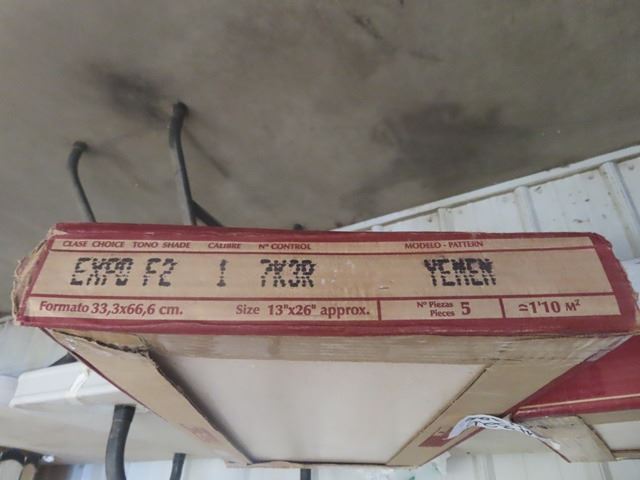 CLASE CHOICE TONO SHADE CALIBRE Nº CONTROL MODELO - PATTERN
EXPO F2 1 7K3R YEMEN
Formato 33,3x66,6 cm. Size 13"x26" approx. Nº Piezas Pieces 5 ≃1'10 M²